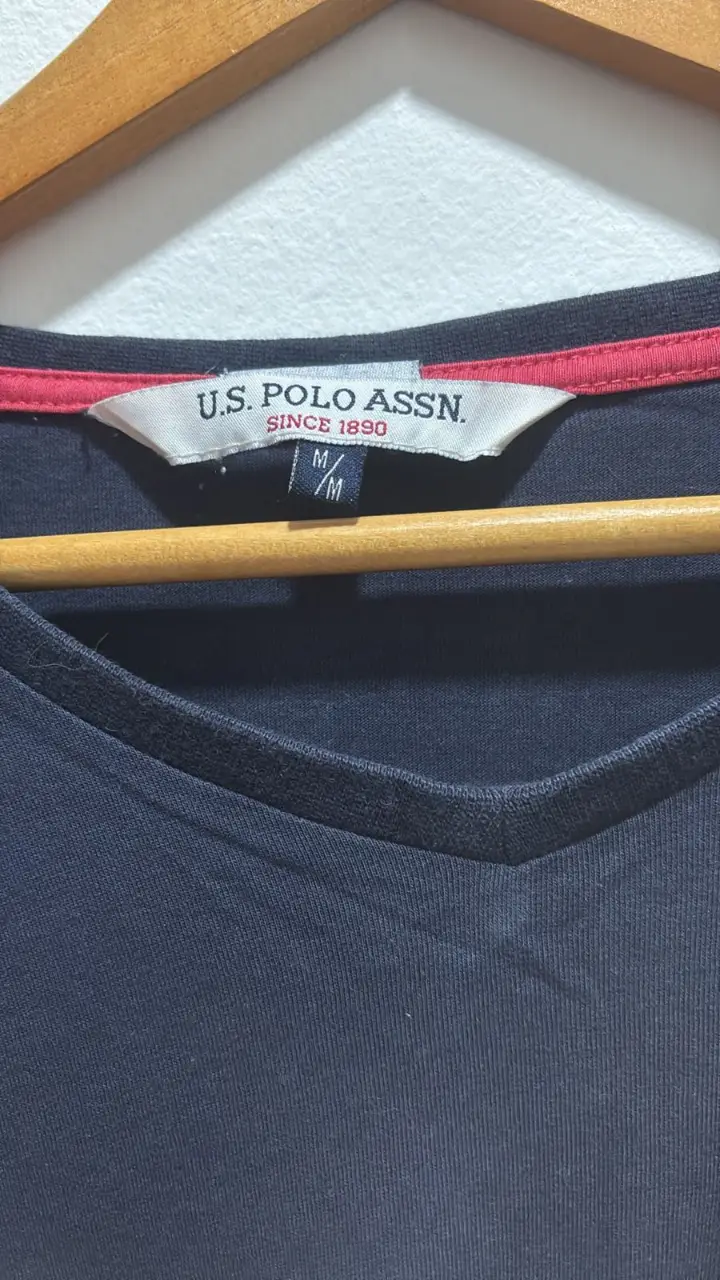 U.S. POLO ASSN.
SINCE 1890
M/M